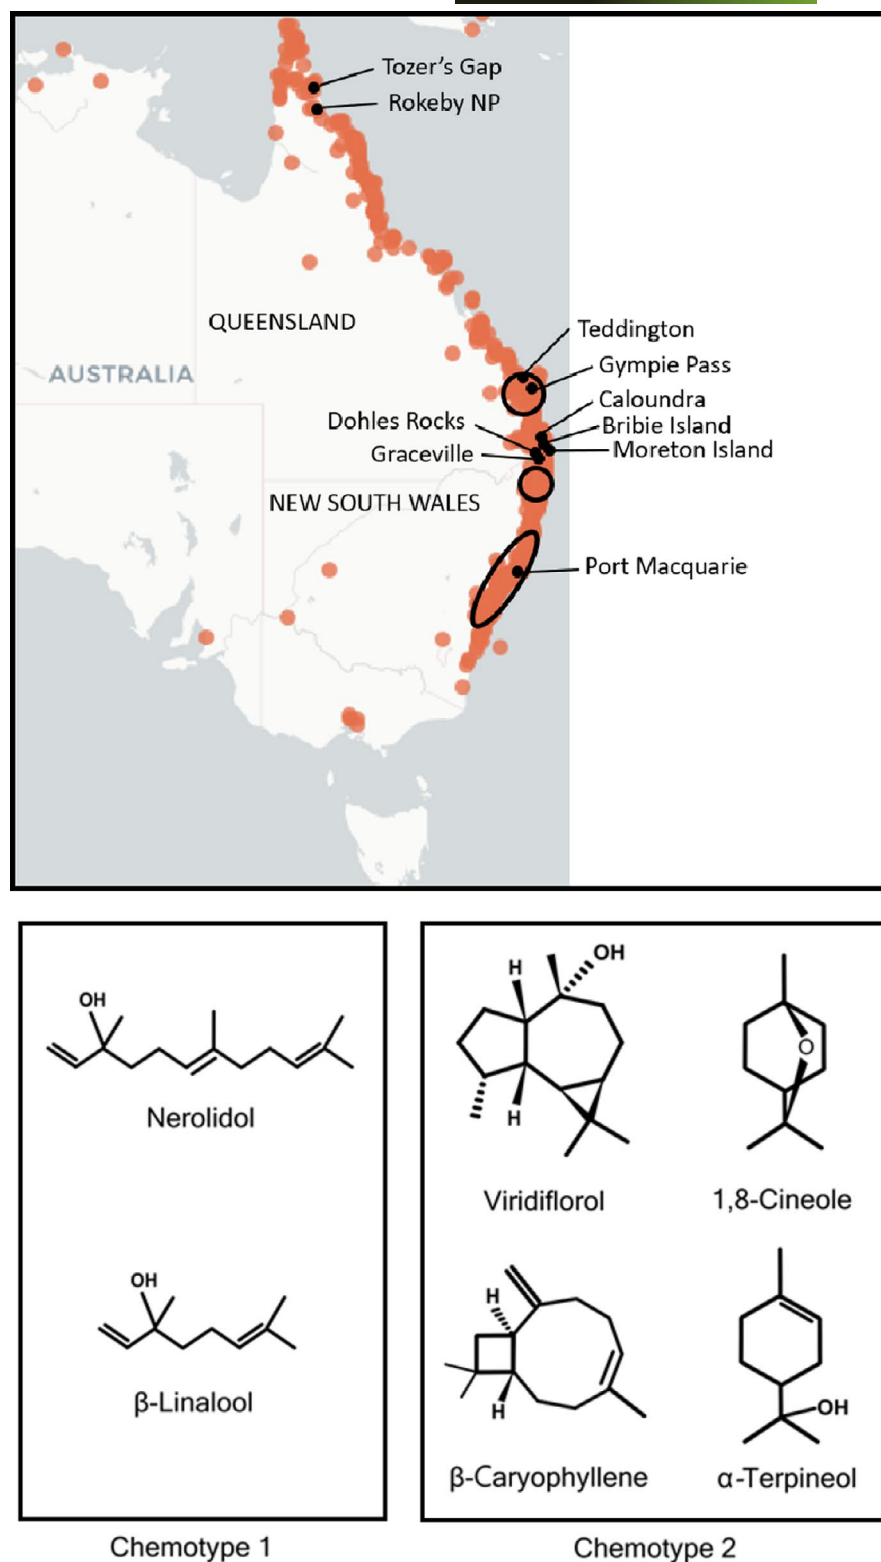 Tozer's Gap
Rokeby NP
QUEENSLAND
Teddington
AUSTRALIA
Gympie Pass
Caloundra
Dohles Rocks
Bribie Island
Graceville
Moreton Island
NEW SOUTH WALES
Port Macquarie
OH
Nerolidol
OH
β-Linalool
Chemotype 1
H
OH
H
Viridiflorol
O
1,8-Cineole
H
H
β-Caryophyllene
OH
α-Terpineol
Chemotype 2